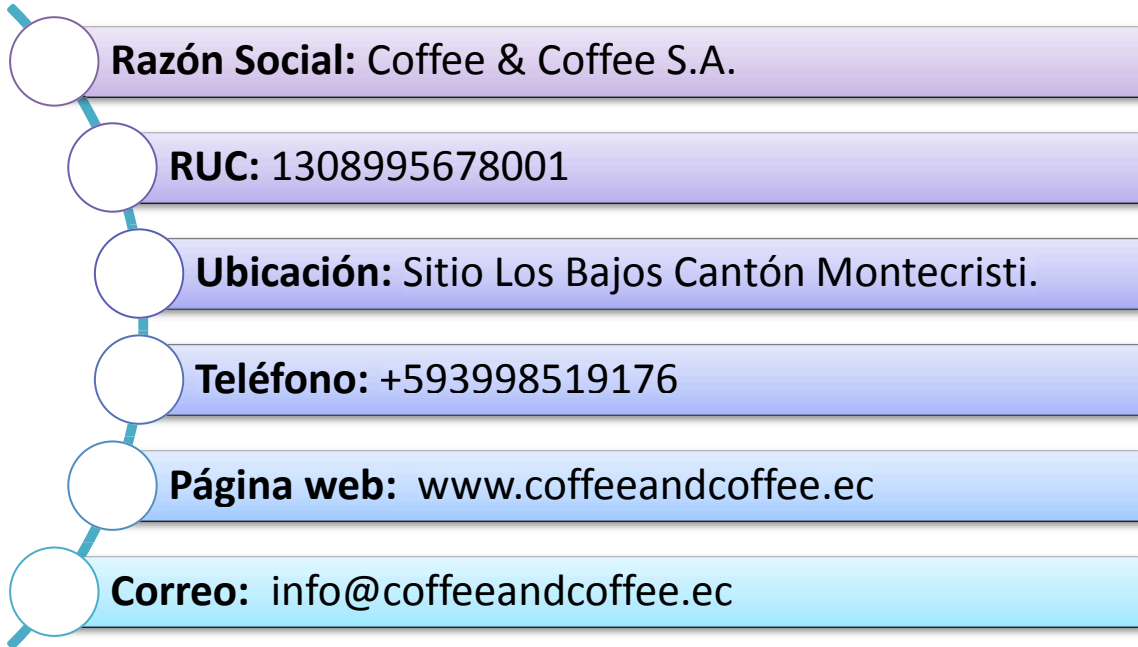 Razón Social: Coffee & Coffee S.A.
RUC: 1308995678001
Ubicación: Sitio Los Bajos Cantón Montecristi.
Teléfono: +593998519176
Página web: www.coffeeandcoffee.ec
Correo: info@coffeeandcoffee.ec